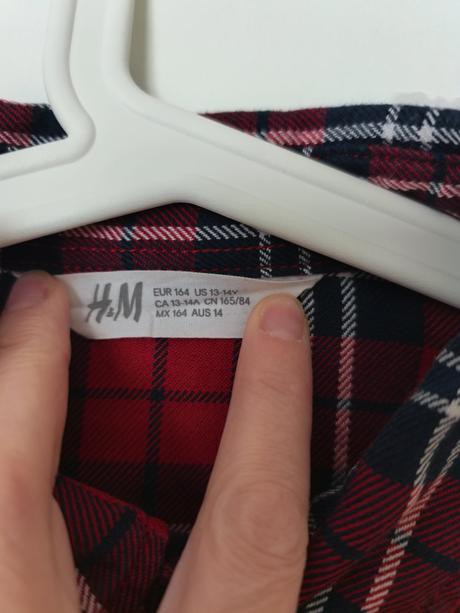 H&M
EUR 164 US 13-14Y
CA 13-14A CN 165/84
MX 164 AUS 14